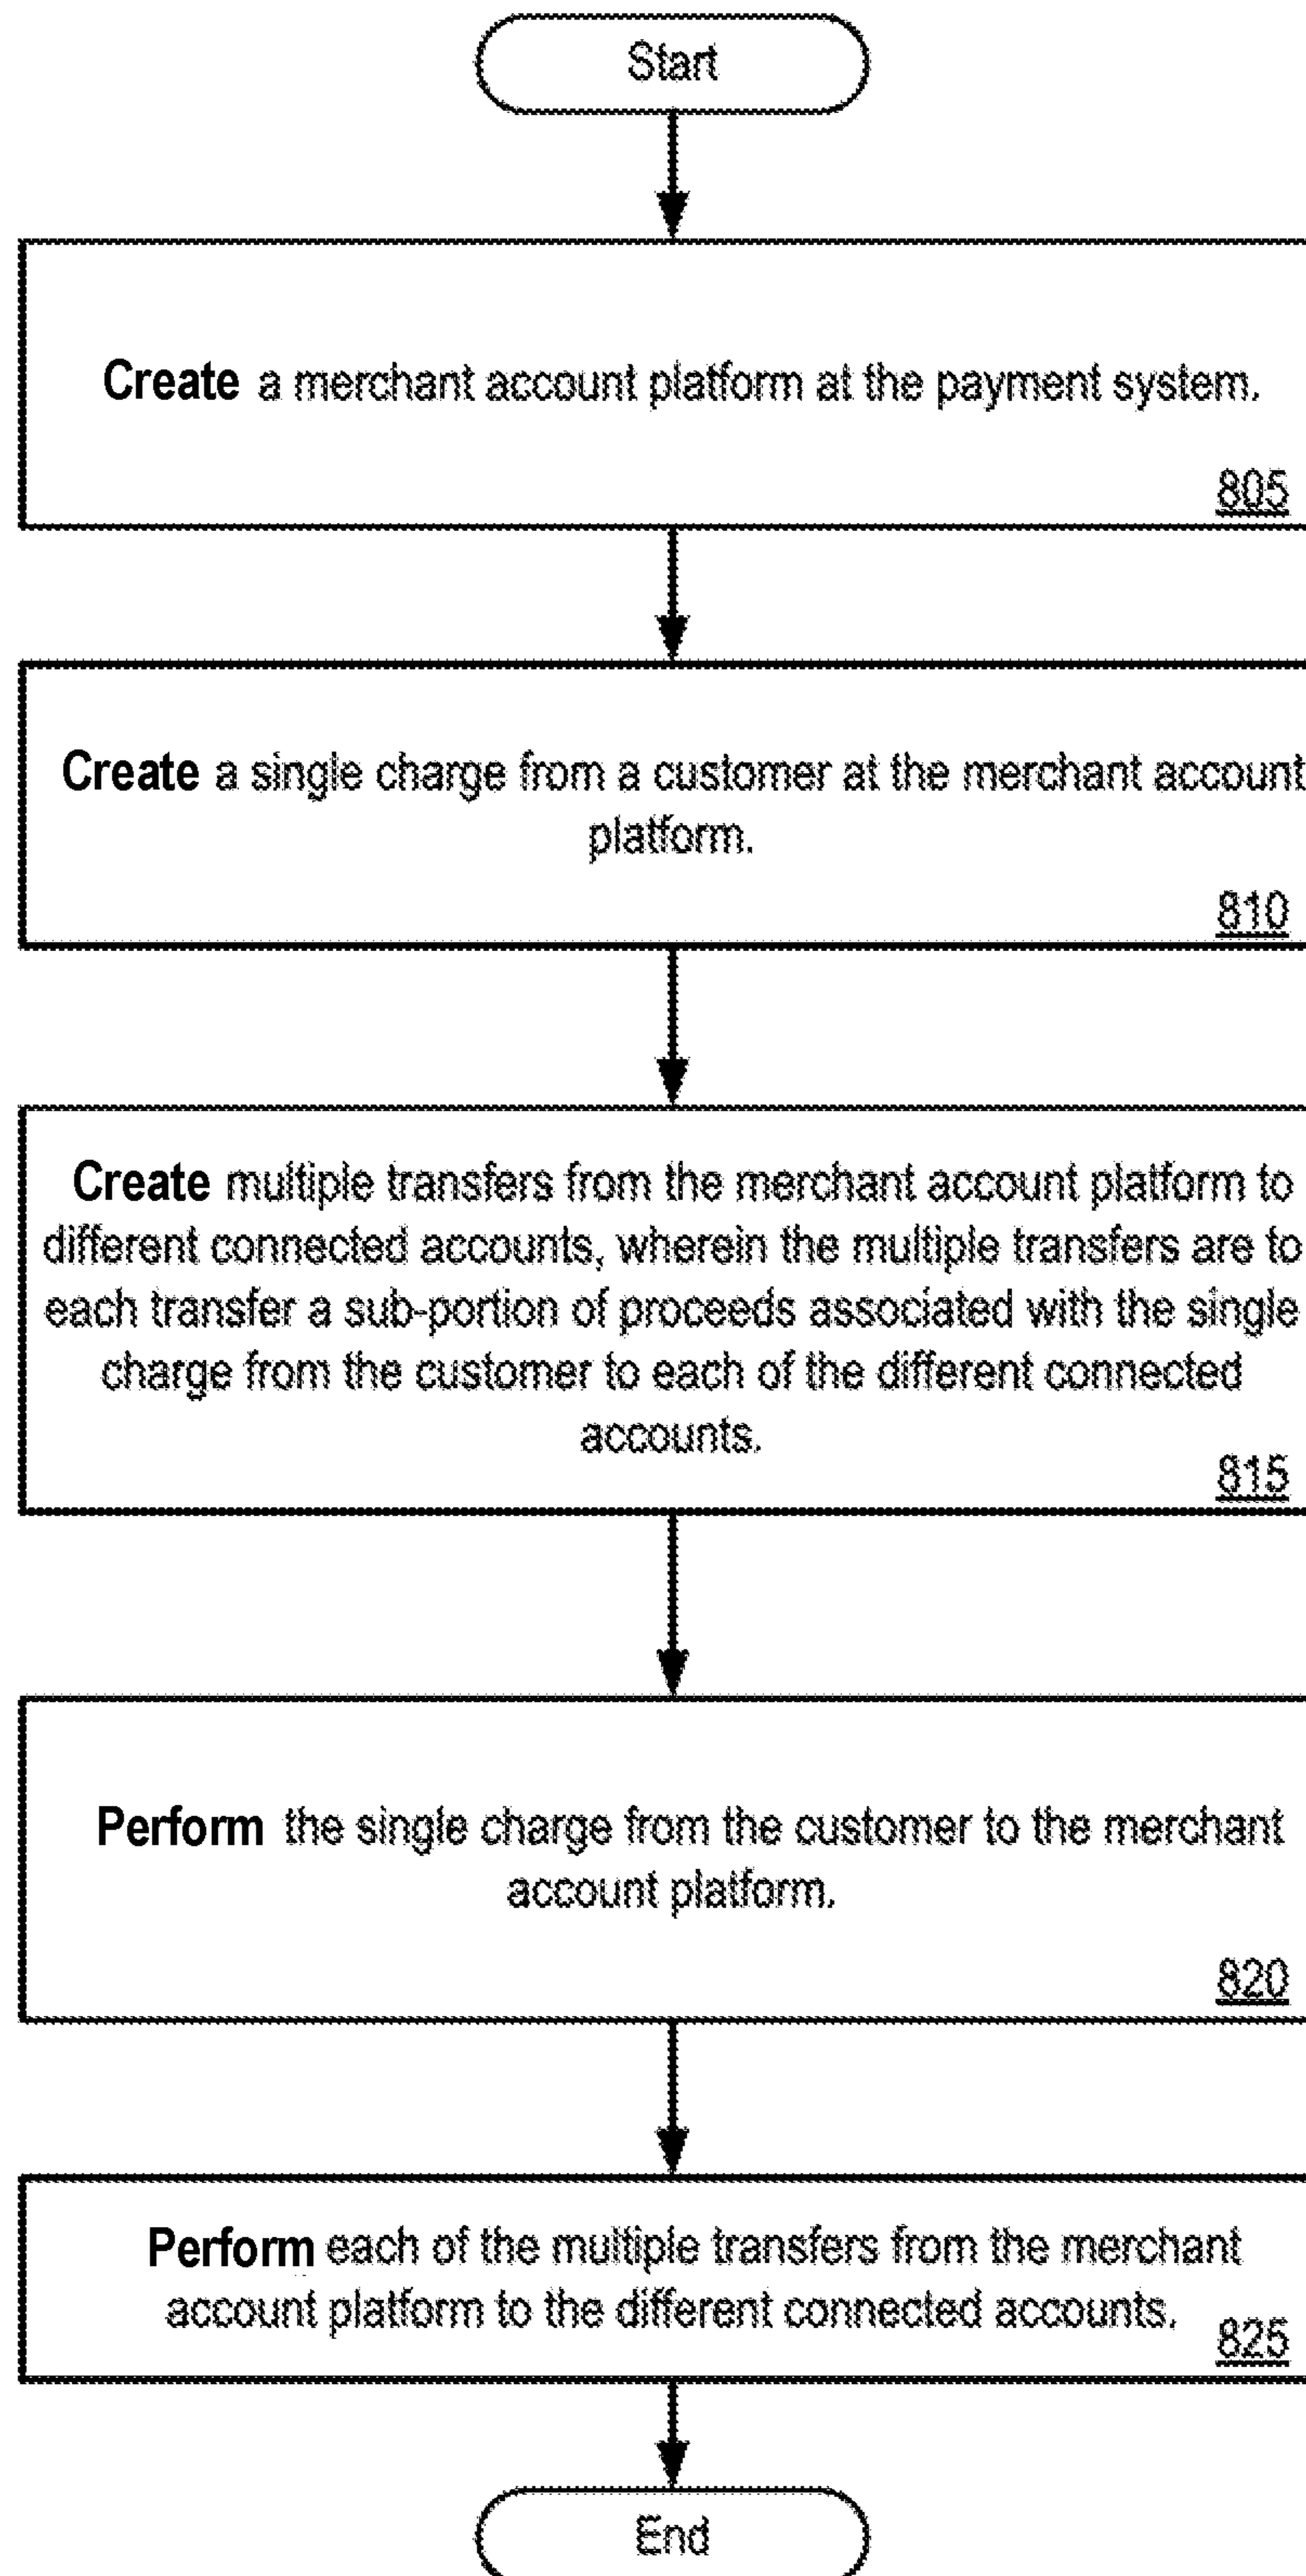 Start
Create a merchant account platform at the payment system.
805
Create a single charge from a customer at the merchant account
platform.
810
Create multiple transfers from the merchant account platform to
different connected accounts, wherein the multiple transfers are to
each transfer a sub-portion of proceeds associated with the single
charge from the customer to each of the different connected
accounts.
815
Perform the single charge from the customer to the merchant
account platform.
820
Perform each of the multiple transfers from the merchant
account platform to the different connected accounts.
825
End